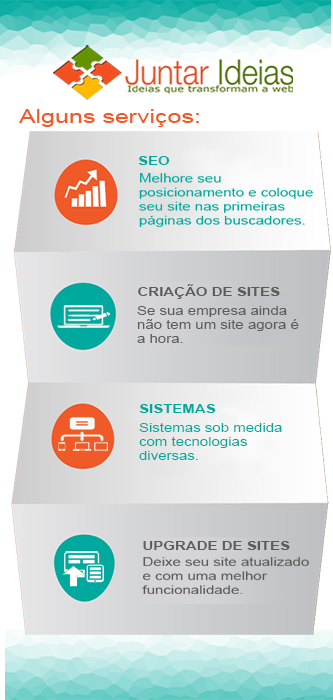 Juntar Ideias
Ideias que transformam a web
Alguns serviços:
SEO
Melhore seu
posicionamento e coloque
seu site nas primeiras
páginas dos buscadores.
CRIAÇÃO DE SITES
Se sua empresa ainda
não tem um site agora é
a hora.
SISTEMAS
Sistemas sob medida
com tecnologias
diversas.
UPGRADE DE SITES
Deixe seu site atualizado
e com uma melhor
funcionalidade.